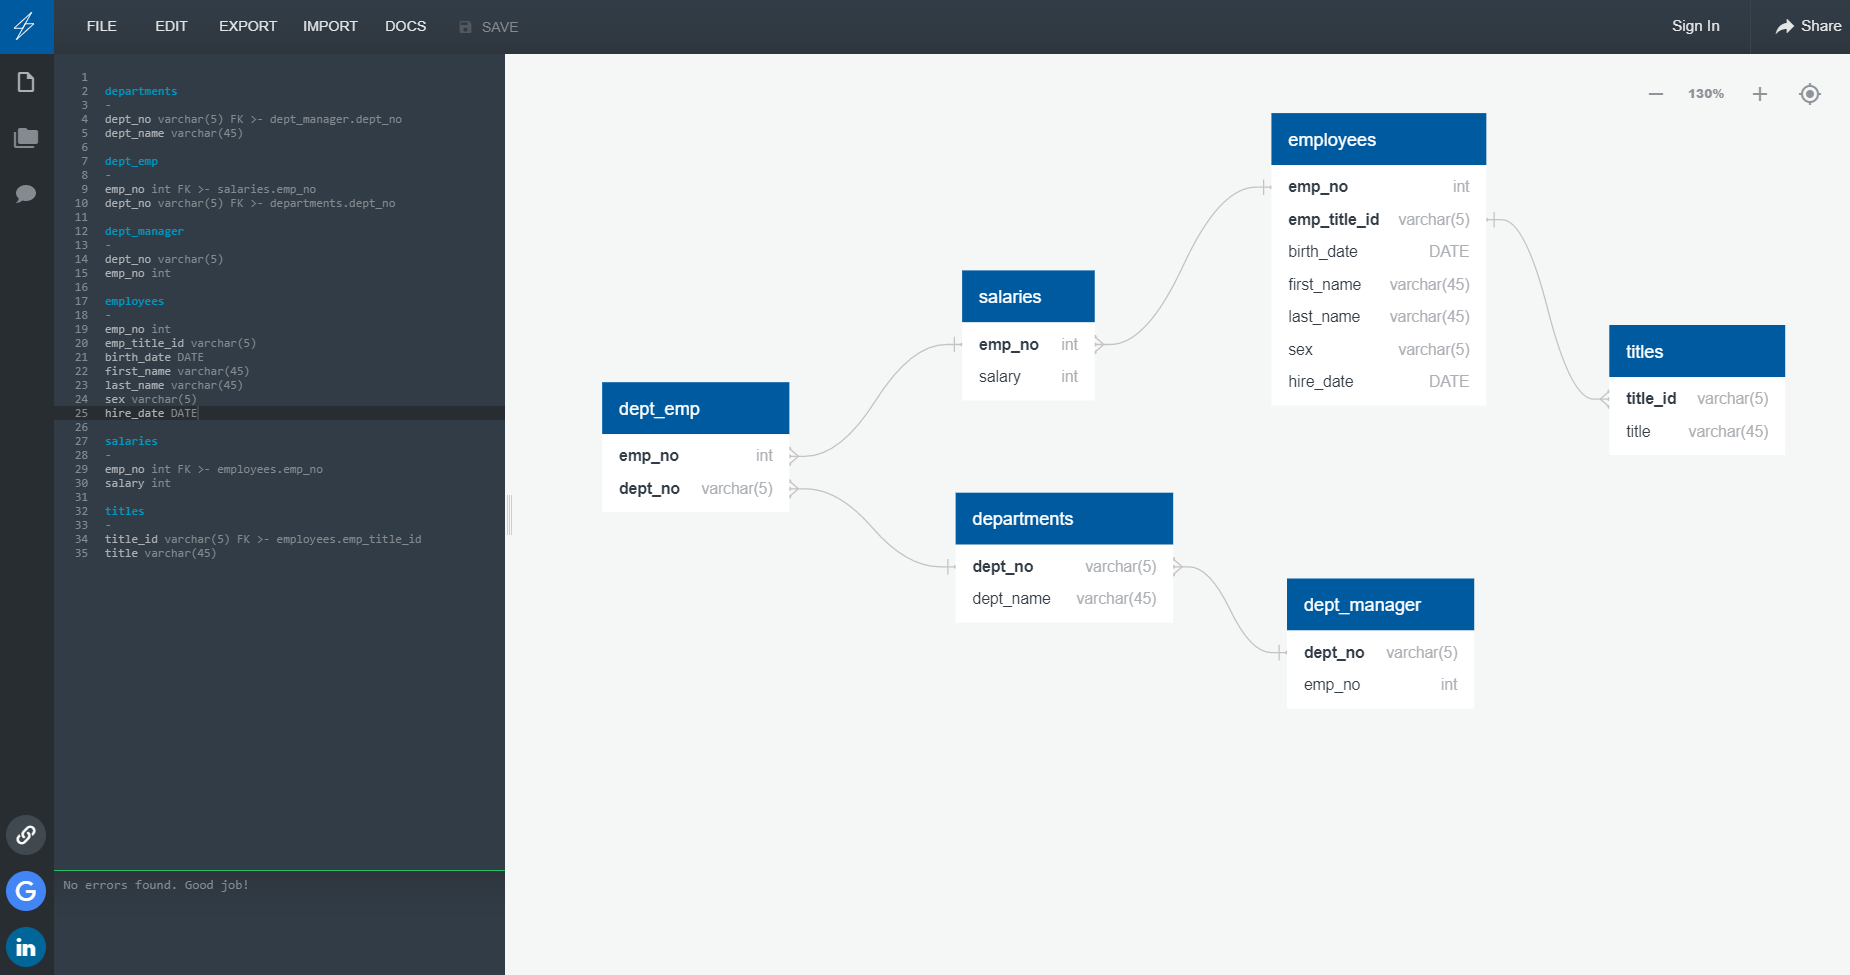 FILE EDIT EXPORT IMPORT DOCS SAVE Sign In Share
1
2 departments
3 -
4 dept_no varchar(5) FK >- dept_manager.dept_no
5 dept_name varchar(45)
6
7 dept_emp
8 -
9 emp_no int FK >- salaries.emp_no
10 dept_no varchar(5) FK >- departments.dept_no
11
12 dept_manager
13 -
14 dept_no varchar(5)
15 emp_no int
16
17 employees
18 -
19 emp_no int
20 emp_title_id varchar(5)
21 birth_date DATE
22 first_name varchar(45)
23 last_name varchar(45)
24 sex varchar(5)
25 hire_date DATE
26
27 salaries
28 -
29 emp_no int FK >- employees.emp_no
30 salary int
31
32 titles
33 -
34 title_id varchar(5) FK >- employees.emp_title_id
35 title varchar(45)
No errors found. Good job!
G
in
130%
dept_emp
emp_no int
dept_no varchar(5)
salaries
emp_no int
salary int
departments
dept_no varchar(5)
dept_name varchar(45)
employees
emp_no int
emp_title_id varchar(5)
birth_date DATE
first_name varchar(45)
last_name varchar(45)
sex varchar(5)
hire_date DATE
dept_manager
dept_no varchar(5)
emp_no int
titles
title_id varchar(5)
title varchar(45)